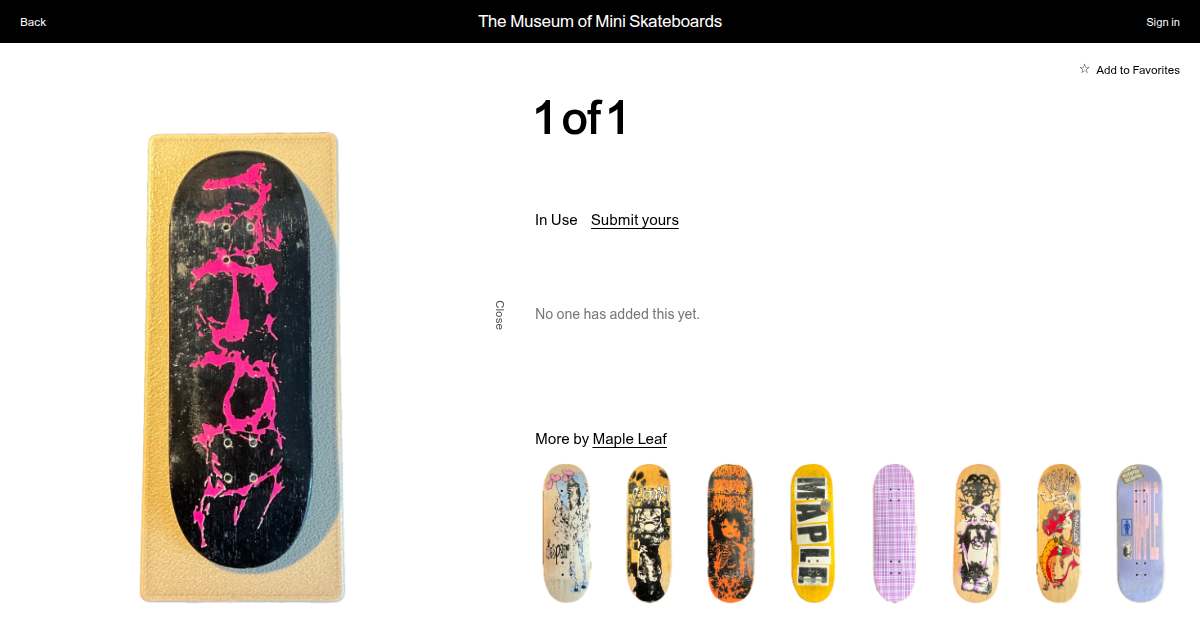 Back
The Museum of Mini Skateboards
Sign in
☆ Add to Favorites
1 of 1
In Use Submit yours
Close
No one has added this yet.
More by Maple Leaf
MAPLE